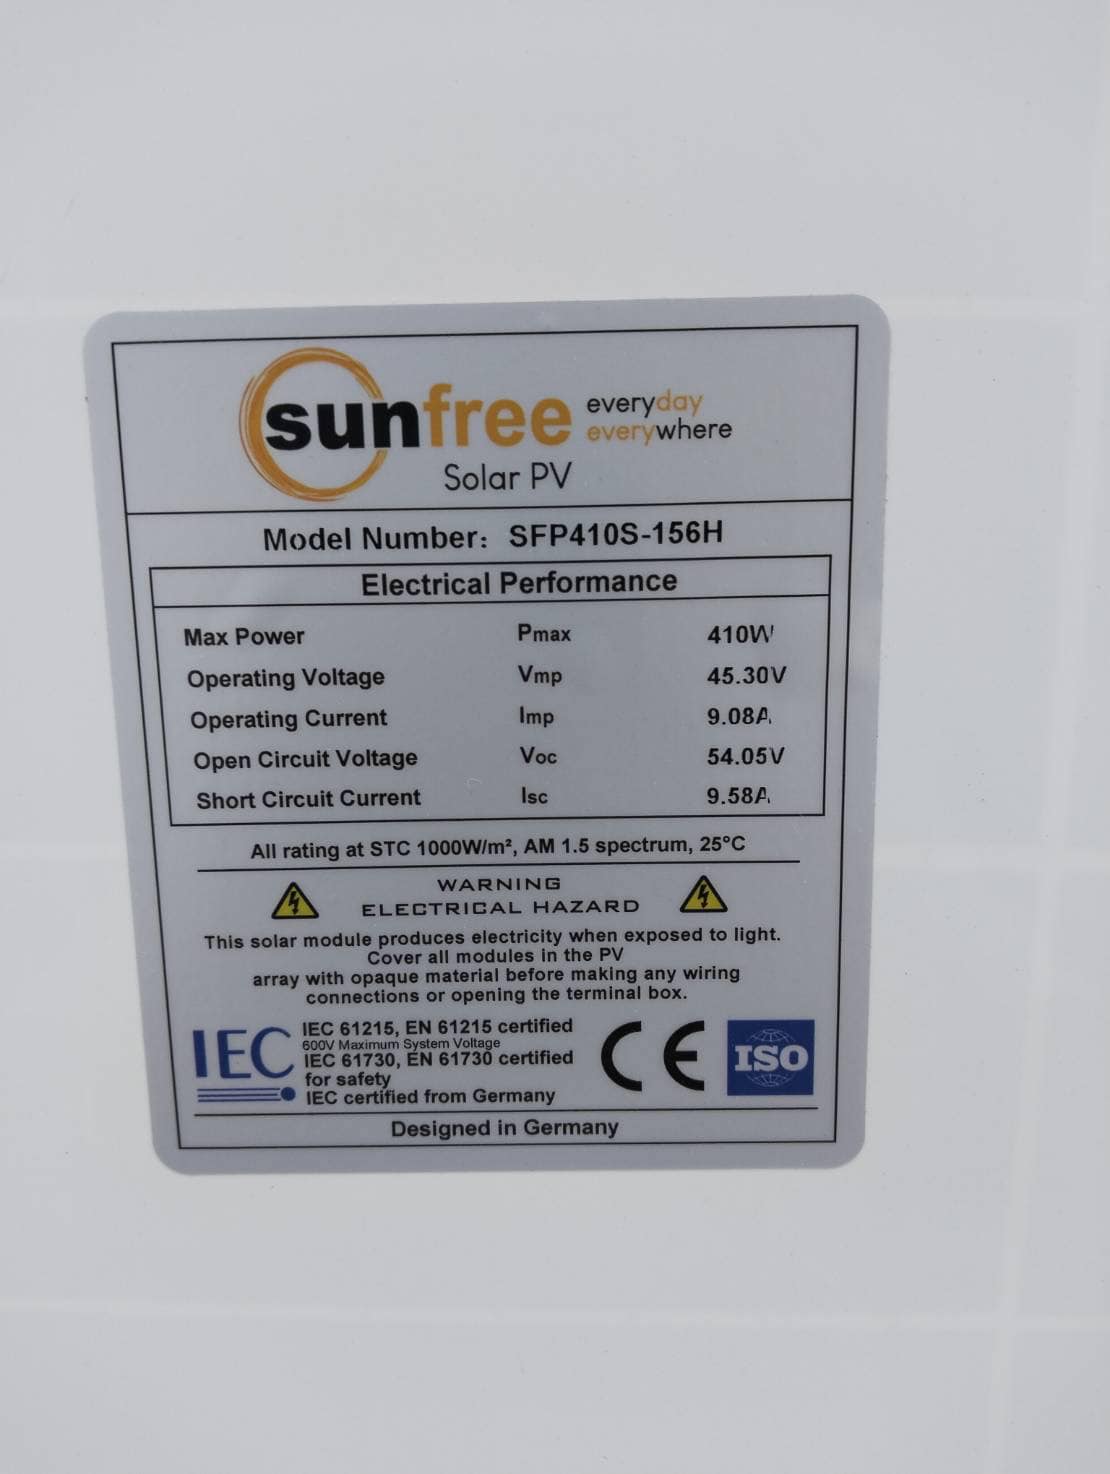 sunfree everyday
everywhere
Solar PV
Model Number: SFP410S-156H
Electrical Performance
Max Power Pmax 410W
Operating Voltage Vmp 45.30V
Operating Current Imp 9.08A
Open Circuit Voltage Voc 54.05V
Short Circuit Current Isc 9.58A
All rating at STC 1000W/m², AM 1.5 spectrum, 25°C
WARNING
ELECTRICAL HAZARD
This solar module produces electricity when exposed to light.
Cover all modules in the PV
array with opaque material before making any wiring
connections or opening the terminal box.
IEC IEC 61215, EN 61215 certified
600V Maximum System Voltage
IEC 61730, EN 61730 certified
for safety
IEC certified from Germany
CE ISO
Designed in Germany